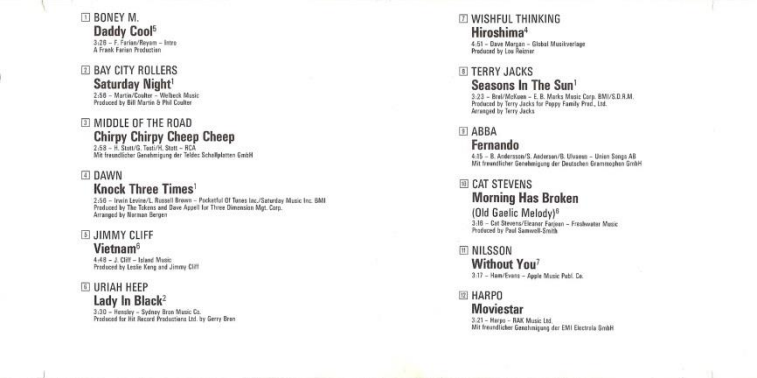 1 BONEY M.
Daddy Cool⁵
3:28 – F. Farian/Reyam – Intro
A Frank Farian Production
2 BAY CITY ROLLERS
Saturday Night¹
2:56 – Martin/Coulter – Welbeck Music
Produced by Bill Martin & Phil Coulter
3 MIDDLE OF THE ROAD
Chirpy Chirpy Cheep Cheep
2:58 – H. Stott/G. Tosti/H. Stott – RCA
Mit freundlicher Genehmigung der Teldec Schallplatten GmbH
4 DAWN
Knock Three Times¹
2:56 – Irwin Levine/L. Russell Brown – Pocketful Of Tunes Inc./Saturday Music Inc. BMI
Produced by The Tokens and Dave Appell for Three Dimension Mgt. Corp.
Arranged by Norman Bergen
5 JIMMY CLIFF
Vietnam⁶
4:48 – J. Cliff – Island Music
Produced by Leslie Kong and Jimmy Cliff
6 URIAH HEEP
Lady In Black²
3:30 – Hensley – Sydney Bron Music Co.
Produced for Hit Record Productions Ltd. by Gerry Bron
7 WISHFUL THINKING
Hiroshima⁴
4:51 – Dave Morgan – Global Musikverlage
Produced by Lou Reizner
8 TERRY JACKS
Seasons In The Sun¹
3:23 – Brel/McKuen – E. B. Marks Music Corp. BMI/S.D.R.M.
Produced by Terry Jacks for Poppy Family Prod., Ltd.
Arranged by Terry Jacks
9 ABBA
Fernando
4:15 – B. Andersson/S. Anderson/B. Ulvaeus – Union Songs AB
Mit freundlicher Genehmigung der Deutschen Grammophon GmbH
10 CAT STEVENS
Morning Has Broken
(Old Gaelic Melody)⁶
3:16 – Cat Stevens/Eleanor Farjeon – Freshwater Music
Produced by Paul Samwell-Smith
11 NILSSON
Without You⁷
3:17 – Ham/Evans – Apple Music Publ. Co.
12 HARPO
Moviestar
3:21 – Harpo – RAK Music Ltd.
Mit freundlicher Genehmigung der EMI Electrola GmbH